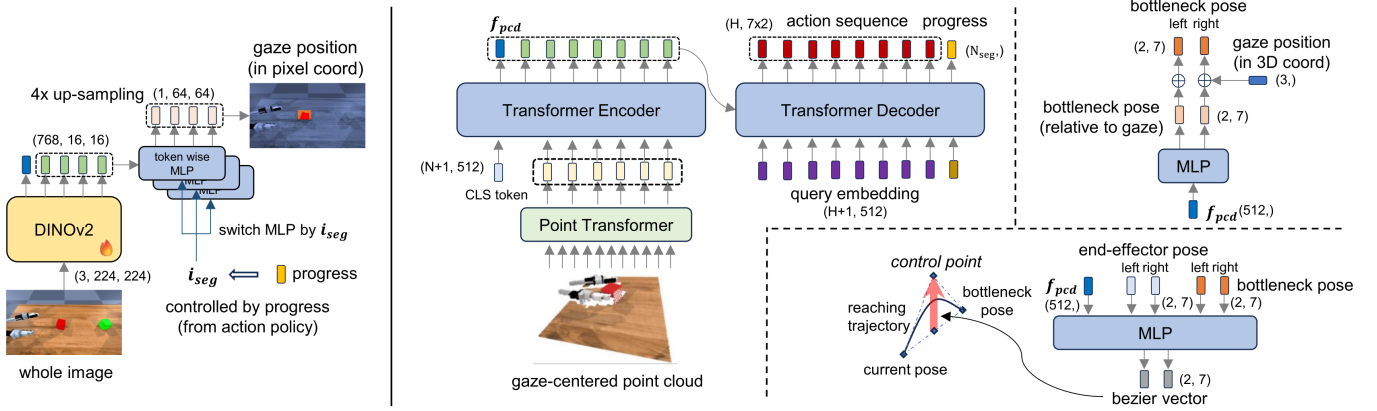 gaze position
(in pixel coord)
4x up-sampling
(1, 64, 64)
(768, 16, 16)
token wise
MLP
MLP
MLP
DINOv2
switch MLP by i_seg
i_seg
progress
(3, 224, 224)
controlled by progress
(from action policy)
whole image
f_pcd
(H, 7x2)
action sequence
progress
(N_seg,)
Transformer Encoder
Transformer Decoder
(N+1, 512)
CLS token
query embedding
(H+1, 512)
Point Transformer
gaze-centered point cloud
bottleneck pose
left right
(2, 7)
gaze position
(in 3D coord)
(3,)
bottleneck pose
(relative to gaze)
(2, 7)
MLP
f_pcd (512,)
end-effector pose
control point
f_pcd
(512,)
left right
left right
(2, 7)
(2, 7)
bottleneck pose
reaching
trajectory
bottleneck
pose
MLP
current pose
(2, 7)
bezier vector